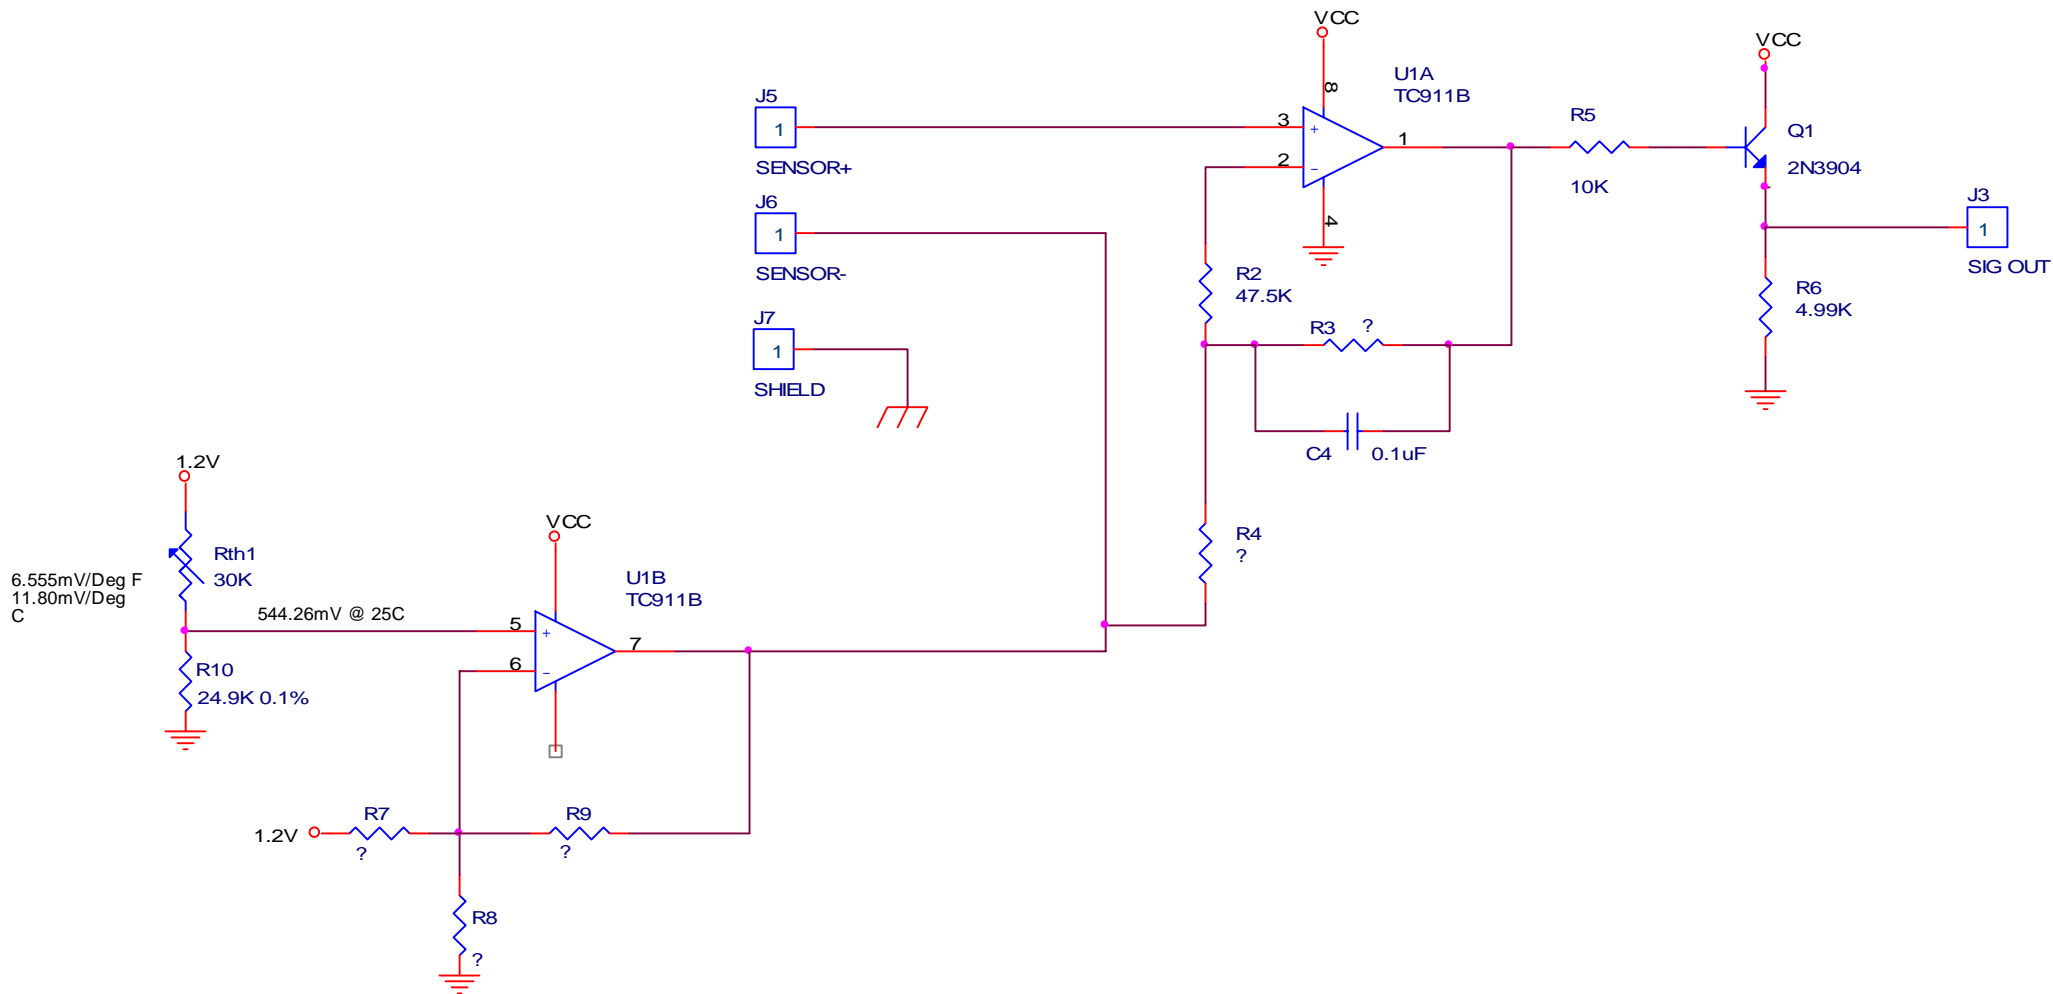 VCC
VCC
U1A
TC911B
8
J5
1
SENSOR+
3
2
1
4
R5
10K
Q1
2N3904
J6
1
SENSOR-
J3
1
SIG OUT
R2
47.5K
R6
4.99K
J7
1
SHIELD
R3
?
C4
0.1uF
1.2V
Rth1
30K
6.555mV/Deg F
11.80mV/Deg
C
544.26mV @ 25C
VCC
U1B
TC911B
5
6
7
R4
?
R10
24.9K 0.1%
1.2V
R7
?
R9
?
R8
?